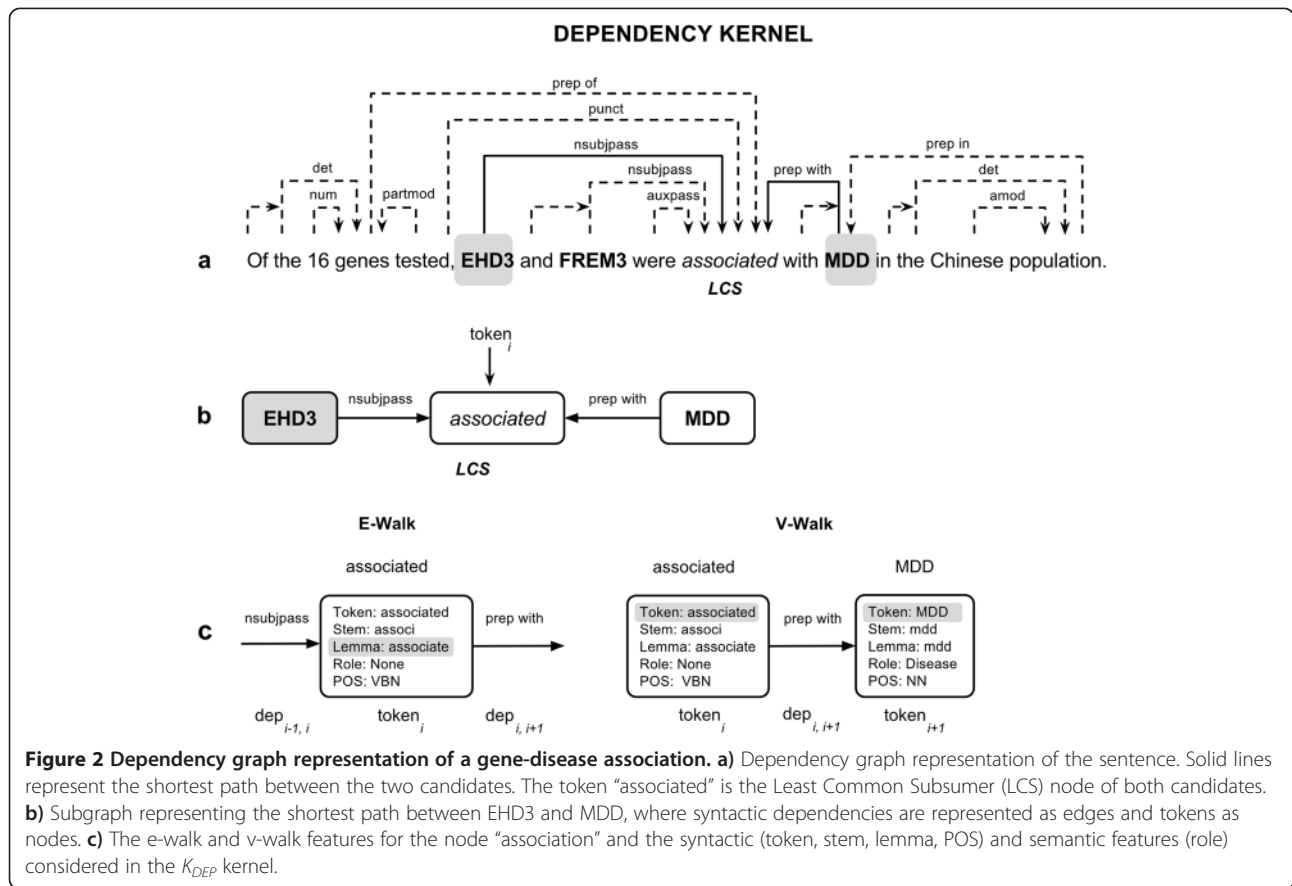 DEPENDENCY KERNEL
prep of
punct
nsubjpass
prep in
det
nsubjpass
prep with
det
num
partmod
auxpass
amod
a Of the 16 genes tested, EHD3 and FREM3 were associated with MDD in the Chinese population.
LCS
token i
b EHD3 nsubjpass associated prep with MDD
LCS
E-Walk V-Walk
associated associated MDD
c
nsubjpass
Token: associated
Stem: associ
Lemma: associate
Role: None
POS: VBN
prep with
Token: associated
Stem: associ
Lemma: associate
Role: None
POS: VBN
prep with
Token: MDD
Stem: mdd
Lemma: mdd
Role: Disease
POS: NN
dep i-1, i token i dep i, i+1 token i dep i, i+1 token i+1
Figure 2 Dependency graph representation of a gene-disease association. a) Dependency graph representation of the sentence. Solid lines
represent the shortest path between the two candidates. The token “associated” is the Least Common Subsumer (LCS) node of both candidates.
b) Subgraph representing the shortest path between EHD3 and MDD, where syntactic dependencies are represented as edges and tokens as
nodes. c) The e-walk and v-walk features for the node “association” and the syntactic (token, stem, lemma, POS) and semantic features (role)
considered in the K DEP kernel.